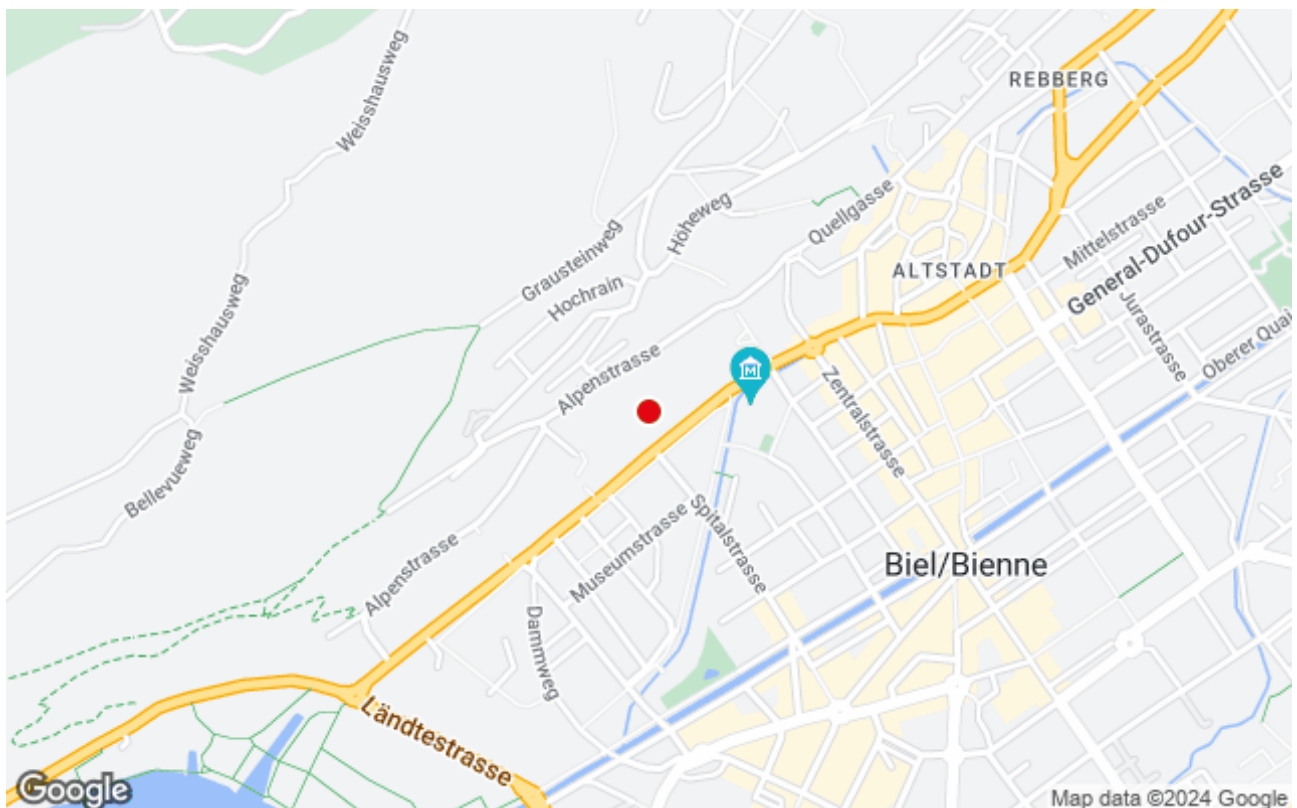 REBBERG
Weisshausweg
Höheweg
Quellgasse
Mittelstrasse
General-Dufour-Strasse
Grausteinweg
ALTSTADT
Hochrain
Jurastrasse
Oberer Quai
Weisshausweg
Alpenstrasse
M
Zentralstrasse
Bellevueweg
Spitalstrasse
Museumstrasse
Biel/Bienne
Alpenstrasse
Dammweg
Ländtestrasse
Google
Map data ©2024 Google